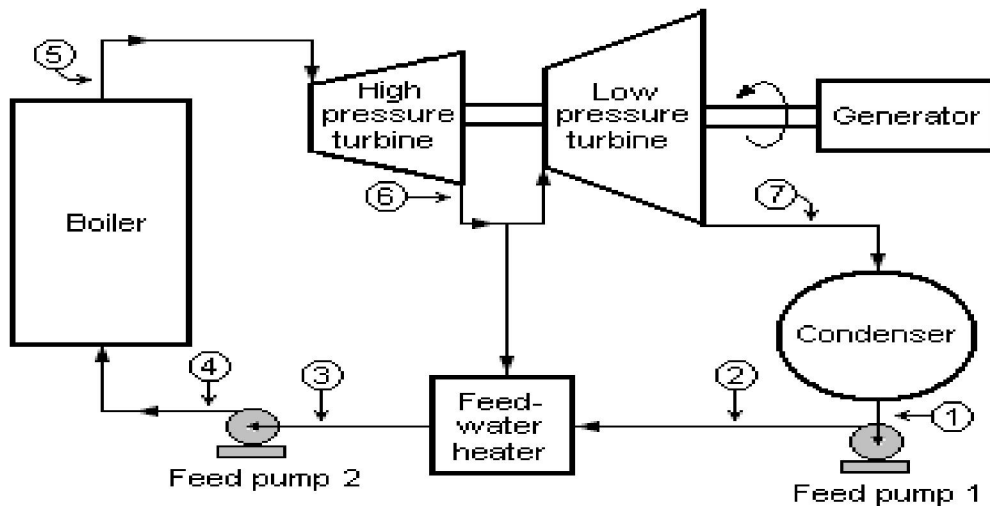 5
High
pressure
turbine
Low
pressure
turbine
Generator
6
7
Boiler
Condenser
4
3
2
1
Feed-
water
heater
Feed pump 2
Feed pump 1